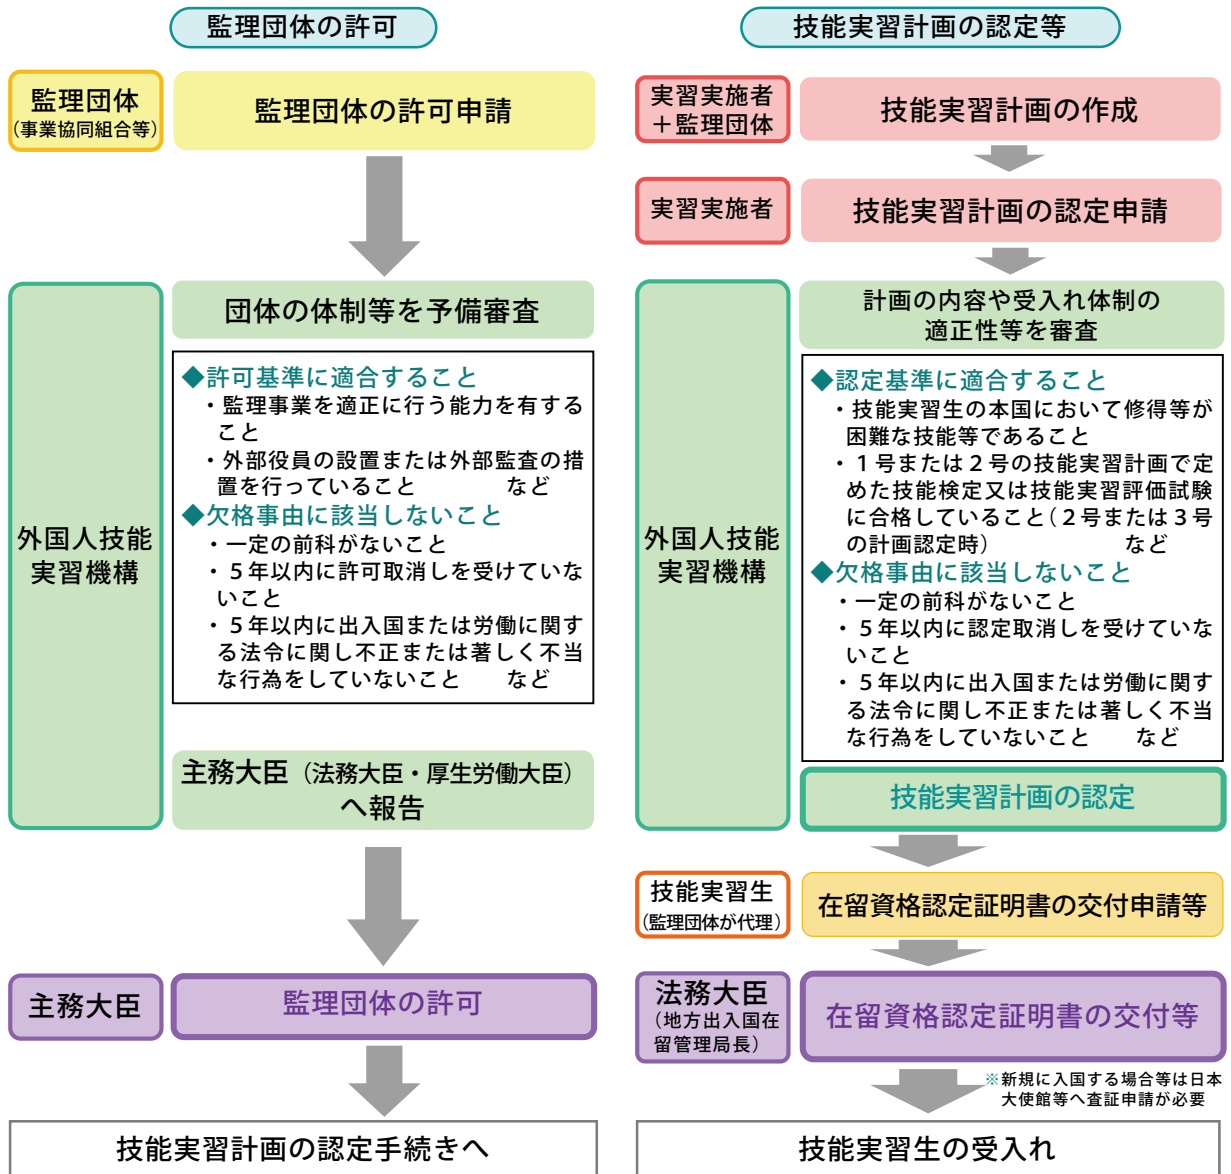 監理団体の許可
監理団体
(事業協同組合等)
監理団体の許可申請
外国人技能
実習機構
団体の体制等を予備審査
◆許可基準に適合すること
・監理事業を適正に行う能力を有する
こと
・外部役員の設置または外部監査の措
置を行っていること　など
◆欠格事由に該当しないこと
・一定の前科がないこと
・５年以内に許可取消しを受けていな
いこと
・５年以内に出入国または労働に関す
る法令に関し不正または著しく不当
な行為をしていないこと　など
主務大臣（法務大臣・厚生労働大臣）
へ報告
主務大臣
監理団体の許可
技能実習計画の認定手続きへ
技能実習計画の認定等
実習実施者
＋監理団体
技能実習計画の作成
実習実施者
技能実習計画の認定申請
外国人技能
実習機構
計画の内容や受入れ体制の
適正性等を審査
◆認定基準に適合すること
・技能実習生の本国において修得等が
困難な技能等であること
・１号または２号の技能実習計画で定
めた技能検定又は技能実習評価試験
に合格していること（２号または３号
の計画認定時）　など
◆欠格事由に該当しないこと
・一定の前科がないこと
・５年以内に認定取消しを受けていな
いこと
・５年以内に出入国または労働に関す
る法令に関し不正または著しく不当
な行為をしていないこと　など
技能実習計画の認定
技能実習生
（監理団体が代理）
在留資格認定証明書の交付申請等
法務大臣
（地方出入国在
留管理局長）
在留資格認定証明書の交付等
※新規に入国する場合等は日本
大使館等へ査証申請が必要
技能実習生の受入れ